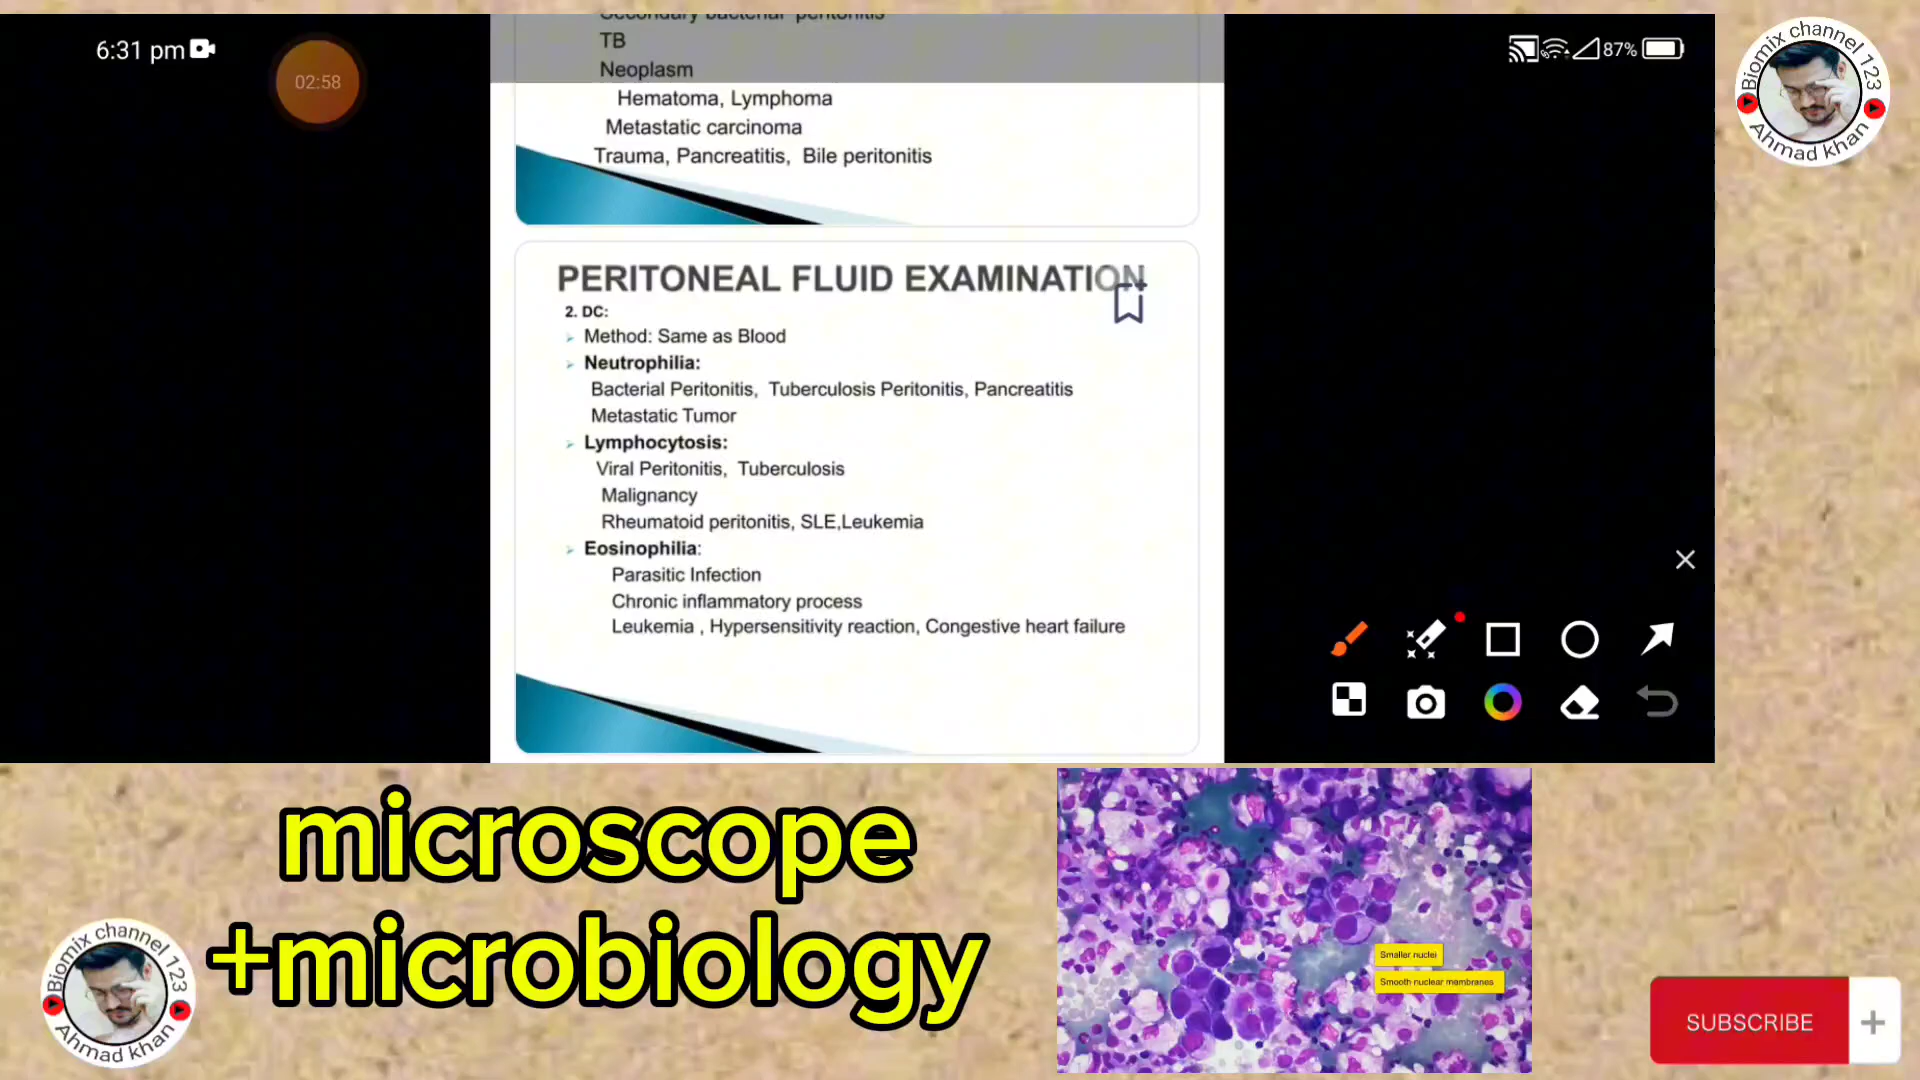 Secondary bacterial peritonitis
6:31 pm
87%
02:58
TB
Neoplasm
Hematoma, Lymphoma
Metastatic carcinoma
Trauma, Pancreatitis, Bile peritonitis
Biomix channel 123
Ahmad khan
PERITONEAL FLUID EXAMINATION
2. DC:
Method: Same as Blood
Neutrophilia:
Bacterial Peritonitis, Tuberculosis Peritonitis, Pancreatitis
Metastatic Tumor
Lymphocytosis:
Viral Peritonitis, Tuberculosis
Malignancy
Rheumatoid peritonitis, SLE,Leukemia
Eosinophilia:
Parasitic Infection
Chronic inflammatory process
Leukemia , Hypersensitivity reaction, Congestive heart failure
microscope
+microbiology
Smaller nuclei
Smooth nuclear membranes
Biomix channel 123
Ahmad khan
SUBSCRIBE +